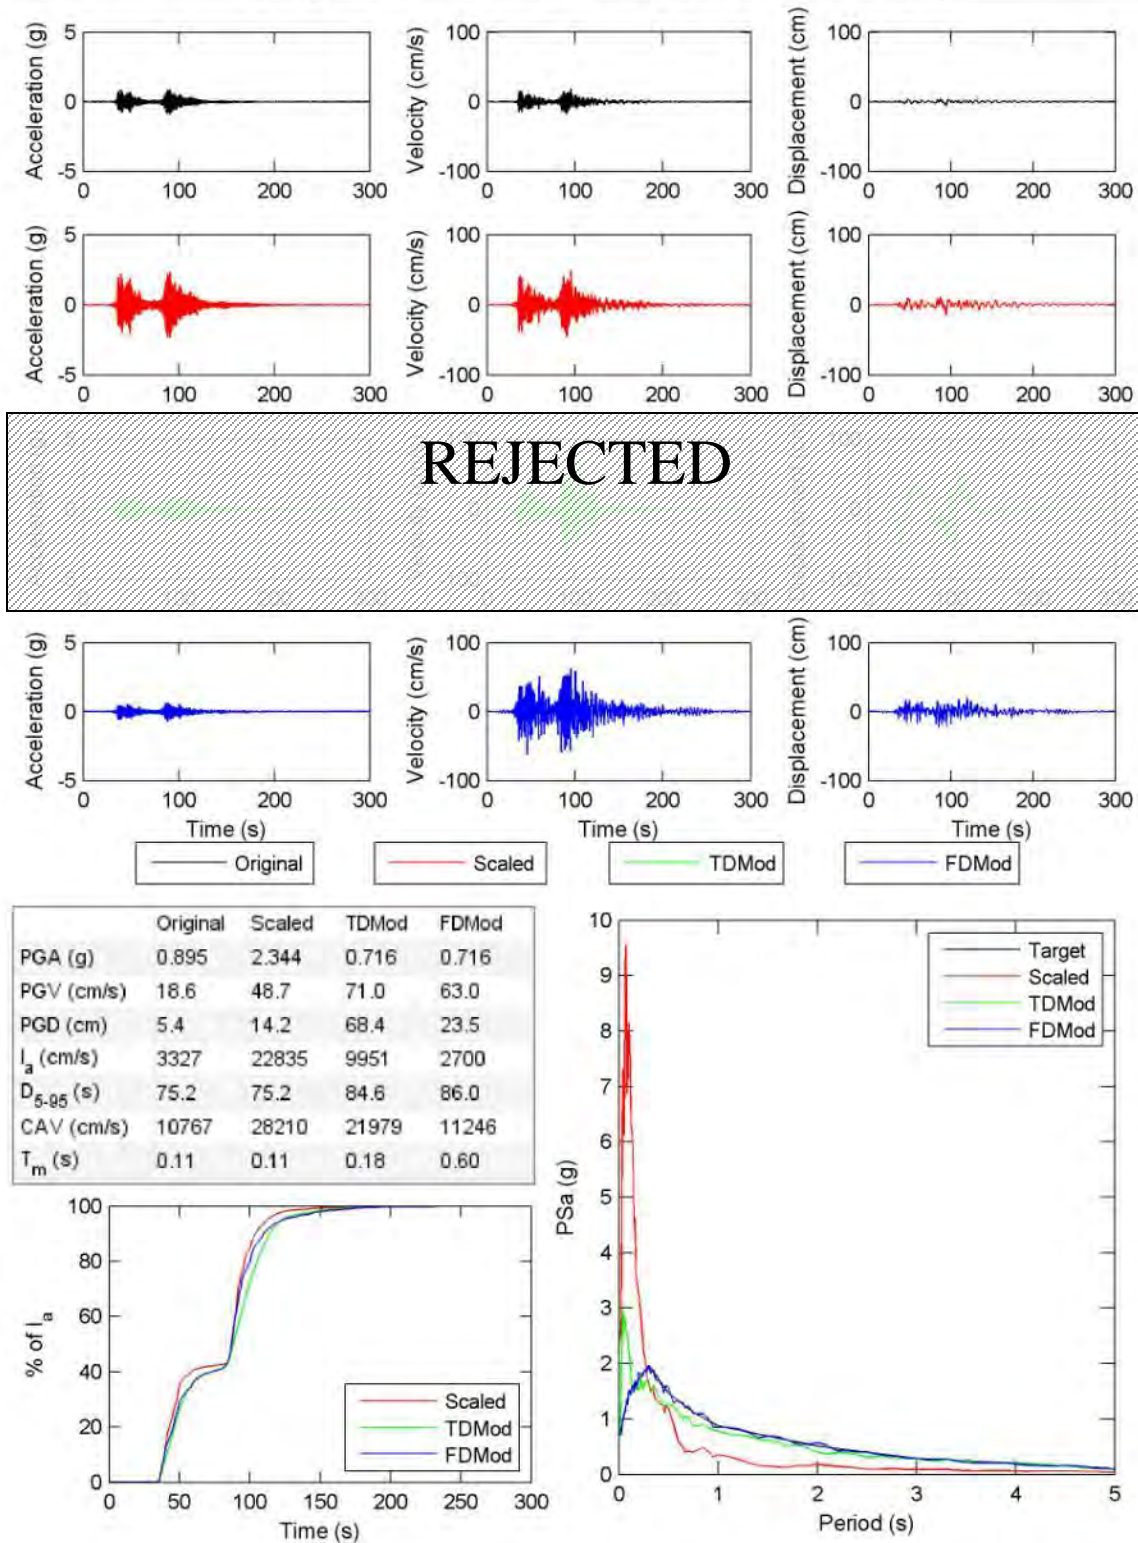 Acceleration (g) 5 0 -5 0 100 200 300
Velocity (cm/s) 100 0 -100 0 100 200 300
Displacement (cm) 100 0 -100 0 100 200 300
Acceleration (g) 5 0 -5 0 100 200 300
Velocity (cm/s) 100 0 -100 0 100 200 300
Displacement (cm) 100 0 -100 0 100 200 300
REJECTED
Acceleration (g) 5 0 -5 0 100 200 300
Time (s)
Velocity (cm/s) 100 0 -100 0 100 200 300
Time (s)
Displacement (cm) 100 0 -100 0 100 200 300
Time (s)
Original Scaled TDMod FDMod
Original Scaled TDMod FDMod
PGA (g) 0.895 2.344 0.716 0.716
PGV (cm/s) 18.6 48.7 71.0 63.0
PGD (cm) 5.4 14.2 68.4 23.5
Ia (cm/s) 3327 22835 9951 2700
D5-95 (s) 75.2 75.2 84.6 86.0
CAV (cm/s) 10767 28210 21979 11246
Tm (s) 0.11 0.11 0.18 0.60
% of Ia
100
80
60
40
20
0
0 50 100 150 200 250 300
Time (s)
Scaled
TDMod
FDMod
PSa (g)
10
9
8
7
6
5
4
3
2
1
0
0 1 2 3 4 5
Period (s)
Target
Scaled
TDMod
FDMod